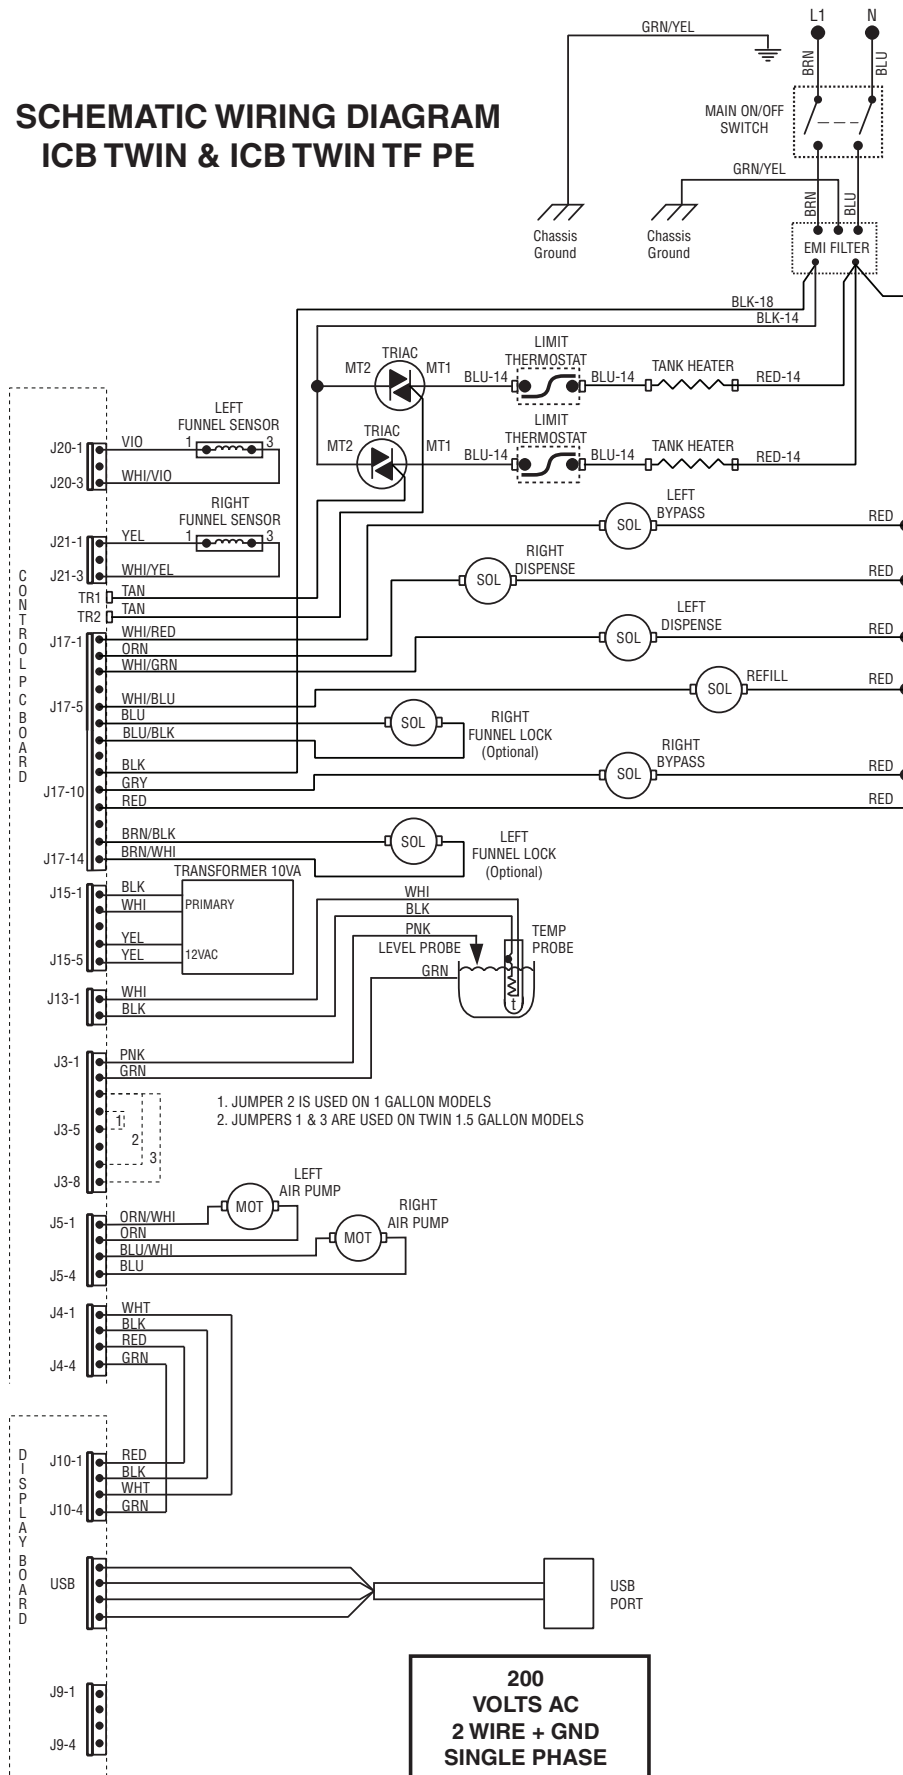 SCHEMATIC WIRING DIAGRAM
ICB TWIN & ICB TWIN TF PE
L1
N
GRN/YEL
BRN
BLU
MAIN ON/OFF
SWITCH
GRN/YEL
BRN
BLU
Chassis
Ground
Chassis
Ground
EMI FILTER
BLK-18
BLK-14
TRIAC
MT2
MT1
BLU-14
LIMIT
THERMOSTAT
BLU-14
TANK HEATER
RED-14
TRIAC
MT2
MT1
BLU-14
LIMIT
THERMOSTAT
BLU-14
TANK HEATER
RED-14
CONTROL PC BOARD
LEFT
FUNNEL SENSOR
J20-1
VIO
1
3
J20-3
WHI/VIO
RIGHT
FUNNEL SENSOR
J21-1
YEL
1
3
J21-3
WHI/YEL
TR1
TAN
TR2
TAN
SOL
LEFT
BYPASS
RED
SOL
RIGHT
DISPENSE
RED
SOL
LEFT
DISPENSE
RED
SOL
REFILL
RED
J17-1
WHI/RED
ORN
WHI/GRN
J17-5
WHI/BLU
BLU
BLU/BLK
SOL
RIGHT
FUNNEL LOCK
(Optional)
BLK
J17-10
GRY
RED
SOL
RIGHT
BYPASS
RED
RED
BRN/BLK
J17-14
BRN/WHI
SOL
LEFT
FUNNEL LOCK
(Optional)
TRANSFORMER 10VA
J15-1
BLK
WHI
PRIMARY
YEL
J15-5
YEL
12VAC
WHI
BLK
PNK
LEVEL PROBE
GRN
TEMP
PROBE
t
J13-1
WHI
BLK
J3-1
PNK
GRN
J3-5
1
2
3
J3-8
1. JUMPER 2 IS USED ON 1 GALLON MODELS
2. JUMPERS 1 & 3 ARE USED ON TWIN 1.5 GALLON MODELS
LEFT
AIR PUMP
MOT
RIGHT
AIR PUMP
MOT
J5-1
ORN/WHI
ORN
BLU/WHI
J5-4
BLU
J4-1
WHT
BLK
RED
J4-4
GRN
DISPLAY BOARD
J10-1
RED
BLK
WHT
J10-4
GRN
USB
USB
PORT
J9-1
J9-4
200
VOLTS AC
2 WIRE + GND
SINGLE PHASE